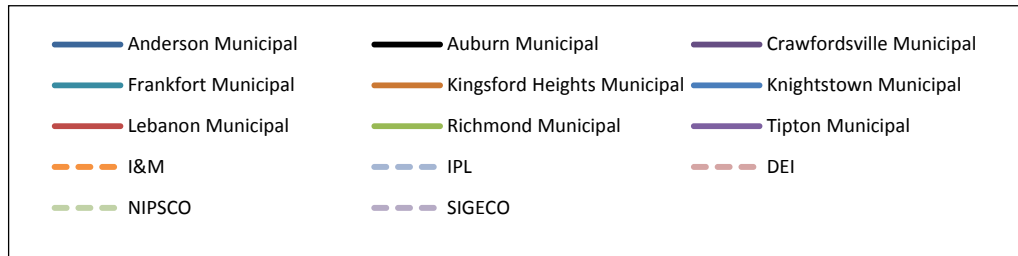 Anderson Municipal Auburn Municipal Crawfordsville Municipal
Frankfort Municipal Kingsford Heights Municipal Knightstown Municipal
Lebanon Municipal Richmond Municipal Tipton Municipal
I&M IPL DEI
NIPSCO SIGECO